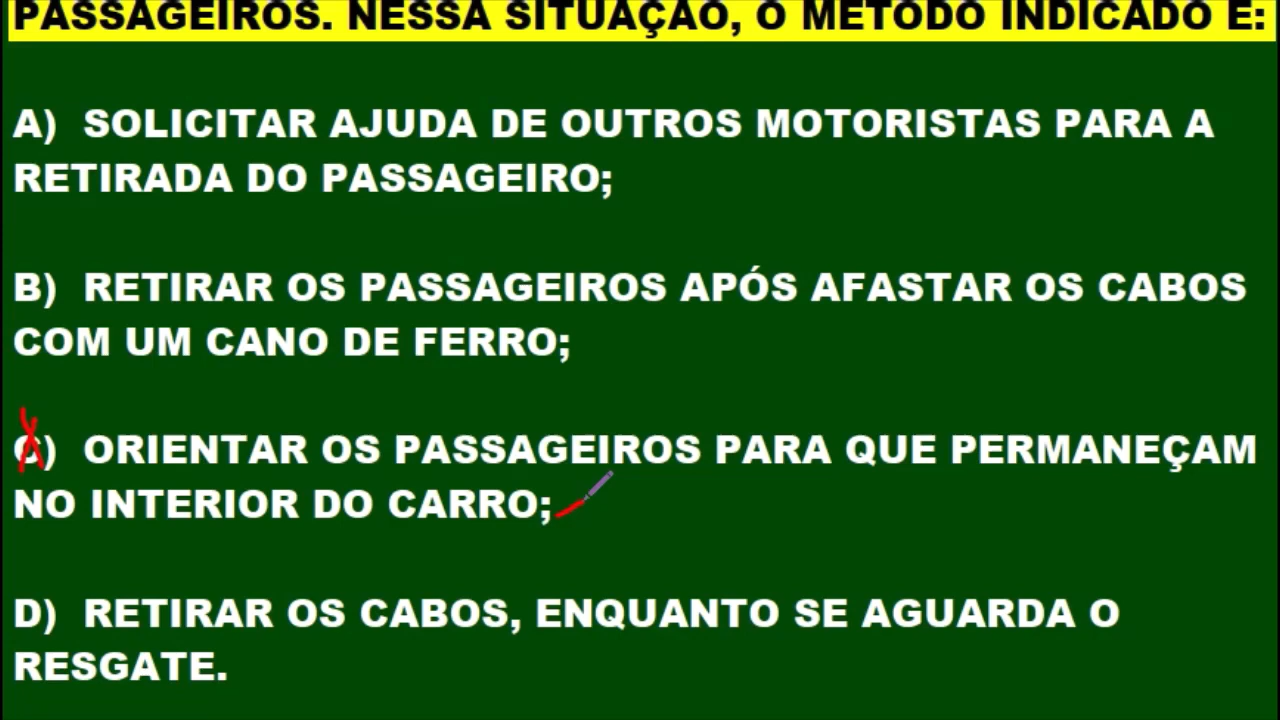 PASSAGEIROS. NESSA SITUAÇÃO, O MÉTODO INDICADO É:
A) SOLICITAR AJUDA DE OUTROS MOTORISTAS PARA A
RETIRADA DO PASSAGEIRO;
B) RETIRAR OS PASSAGEIROS APÓS AFASTAR OS CABOS
COM UM CANO DE FERRO;
C) ORIENTAR OS PASSAGEIROS PARA QUE PERMANEÇAM
NO INTERIOR DO CARRO;
D) RETIRAR OS CABOS, ENQUANTO SE AGUARDA O
RESGATE.